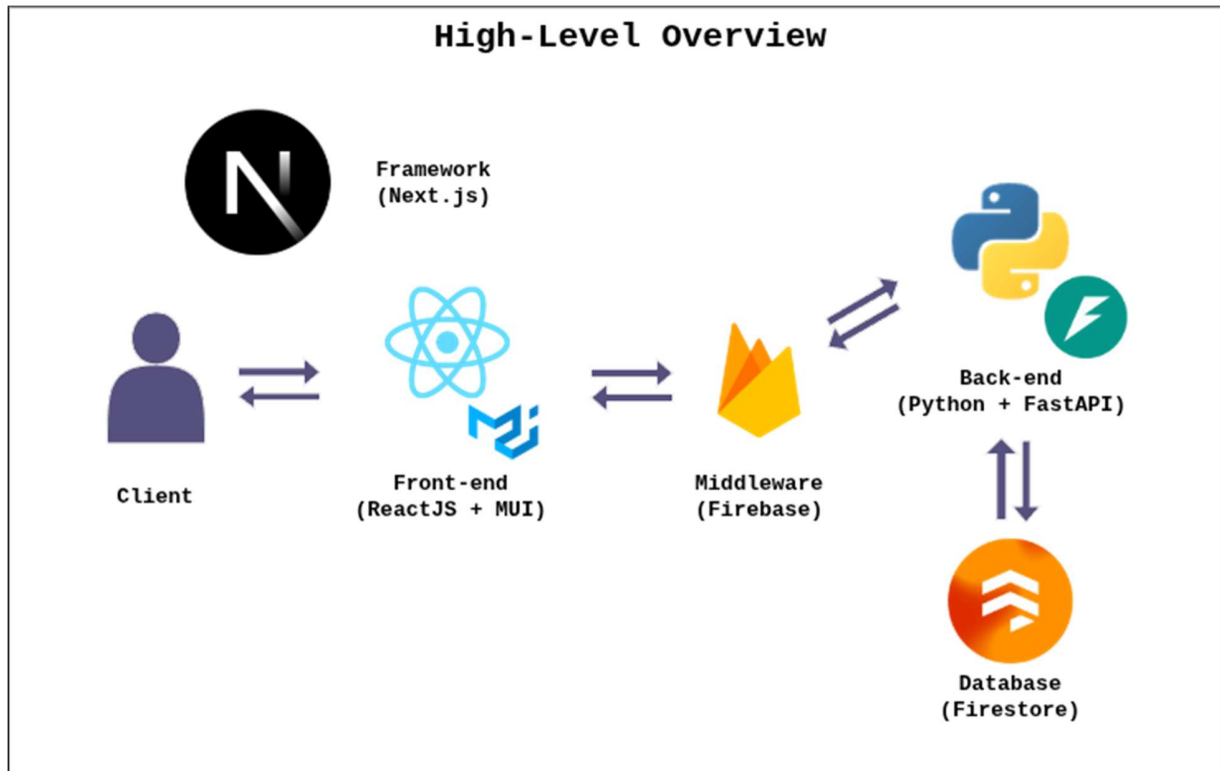 High-Level Overview
Framework
(Next.js)
Client
Front-end
(ReactJS + MUI)
Middleware
(Firebase)
Back-end
(Python + FastAPI)
Database
(Firestore)